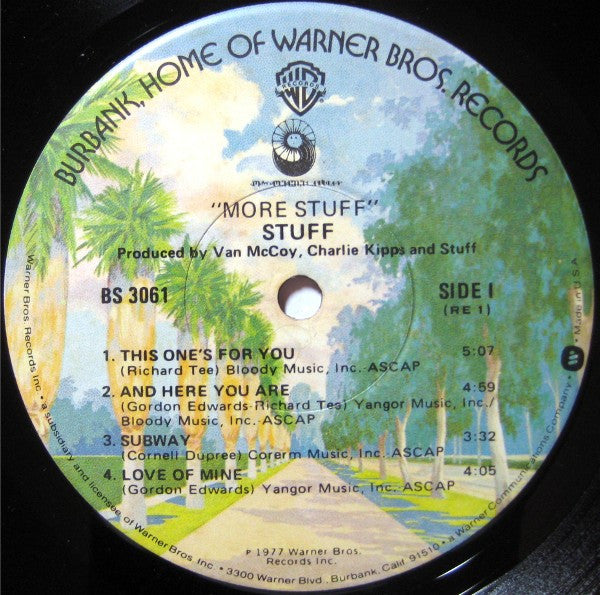 BURBANK, HOME OF WARNER BROS. RECORDS
WB
RECORDS
"MORE STUFF"
STUFF
Produced by Van McCoy, Charlie Kipps and Stuff
BS 3061
SIDE I
(RE 1)
1. THIS ONE'S FOR YOU 5:07
(Richard Tee) Bloody Music, Inc.-ASCAP
2. AND HERE YOU ARE 4:59
(Gordon Edwards-Richard Tee) Yangor Music, Inc./
Bloody Music, Inc.-ASCAP
3. SUBWAY 3:32
(Cornell Dupree) Corerm Music, Inc.-ASCAP
4. LOVE OF MINE 4:05
(Gordon Edwards) Yangor Music, Inc.-ASCAP
℗ 1977 Warner Bros.
Records Inc.
Warner Bros. Records Inc. • a subsidiary and licensee of Warner Bros. Inc. • 3300 Warner Blvd., Burbank, Calif. 91510 • a Warner Communications Company • Made in U.S.A.